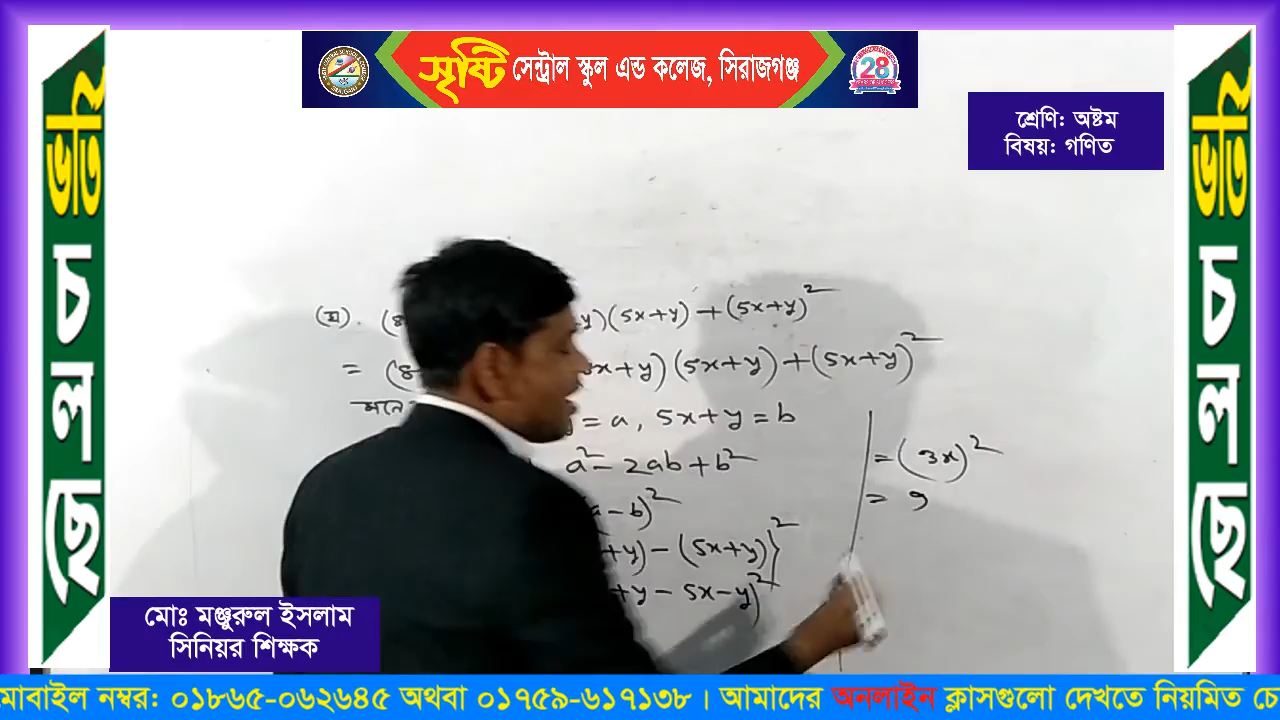 সৃষ্টি সেন্ট্রাল স্কুল এন্ড কলেজ, সিরাজগঞ্জ
28
শ্রেণি: অষ্টম
বিষয়: গণিত
ভর্তি চলছে
ভর্তি চলছে
(ঘ). (8 y)(5x+y) + (5x+y)²
= (8 x+y) (5x+y) + (5x+y)²
মনে = a, 5x+y = b
a² - 2ab + b²
a - b)²
+y) - (5x+y)}²
+y - 5x - y)²
= (3x)²
= 9
মোঃ মঞ্জুরুল ইসলাম
সিনিয়র শিক্ষক
মোবাইল নম্বর: ০১৮৬৫-০৬২৬৪৫ অথবা ০১৭৫৯-৬১৭১৩৮ । আমাদের অনলাইন ক্লাসগুলো দেখতে নিয়মিত চো